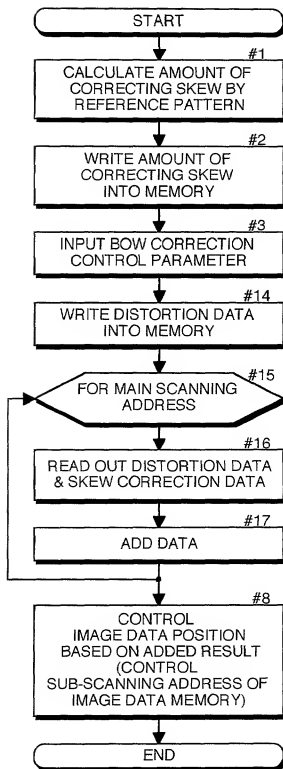 START
#1
CALCULATE AMOUNT OF
CORRECTING SKEW BY
REFERENCE PATTERN
#2
WRITE AMOUNT OF
CORRECTING SKEW
INTO MEMORY
#3
INPUT BOW CORRECTION
CONTROL PARAMETER
#14
WRITE DISTORTION DATA
INTO MEMORY
#15
FOR MAIN SCANNING
ADDRESS
#16
READ OUT DISTORTION DATA
& SKEW CORRECTION DATA
#17
ADD DATA
#8
CONTROL
IMAGE DATA POSITION
BASED ON ADDED RESULT
(CONTROL
SUB-SCANNING ADDRESS OF
IMAGE DATA MEMORY)
END